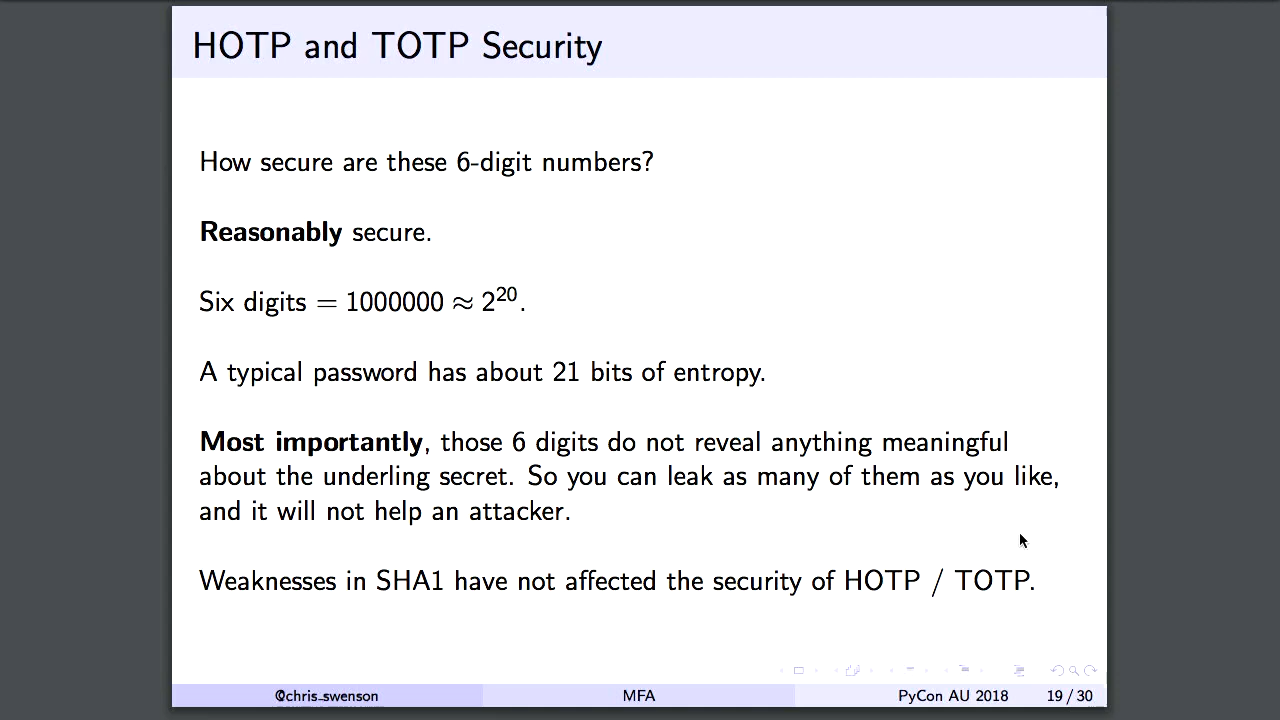 HOTP and TOTP Security
How secure are these 6-digit numbers?
Reasonably secure.
Six digits = 1000000 ≈ 2^20.
A typical password has about 21 bits of entropy.
Most importantly, those 6 digits do not reveal anything meaningful
about the underling secret. So you can leak as many of them as you like,
and it will not help an attacker.
Weaknesses in SHA1 have not affected the security of HOTP / TOTP.
@chris_swenson MFA PyCon AU 2018 19 / 30